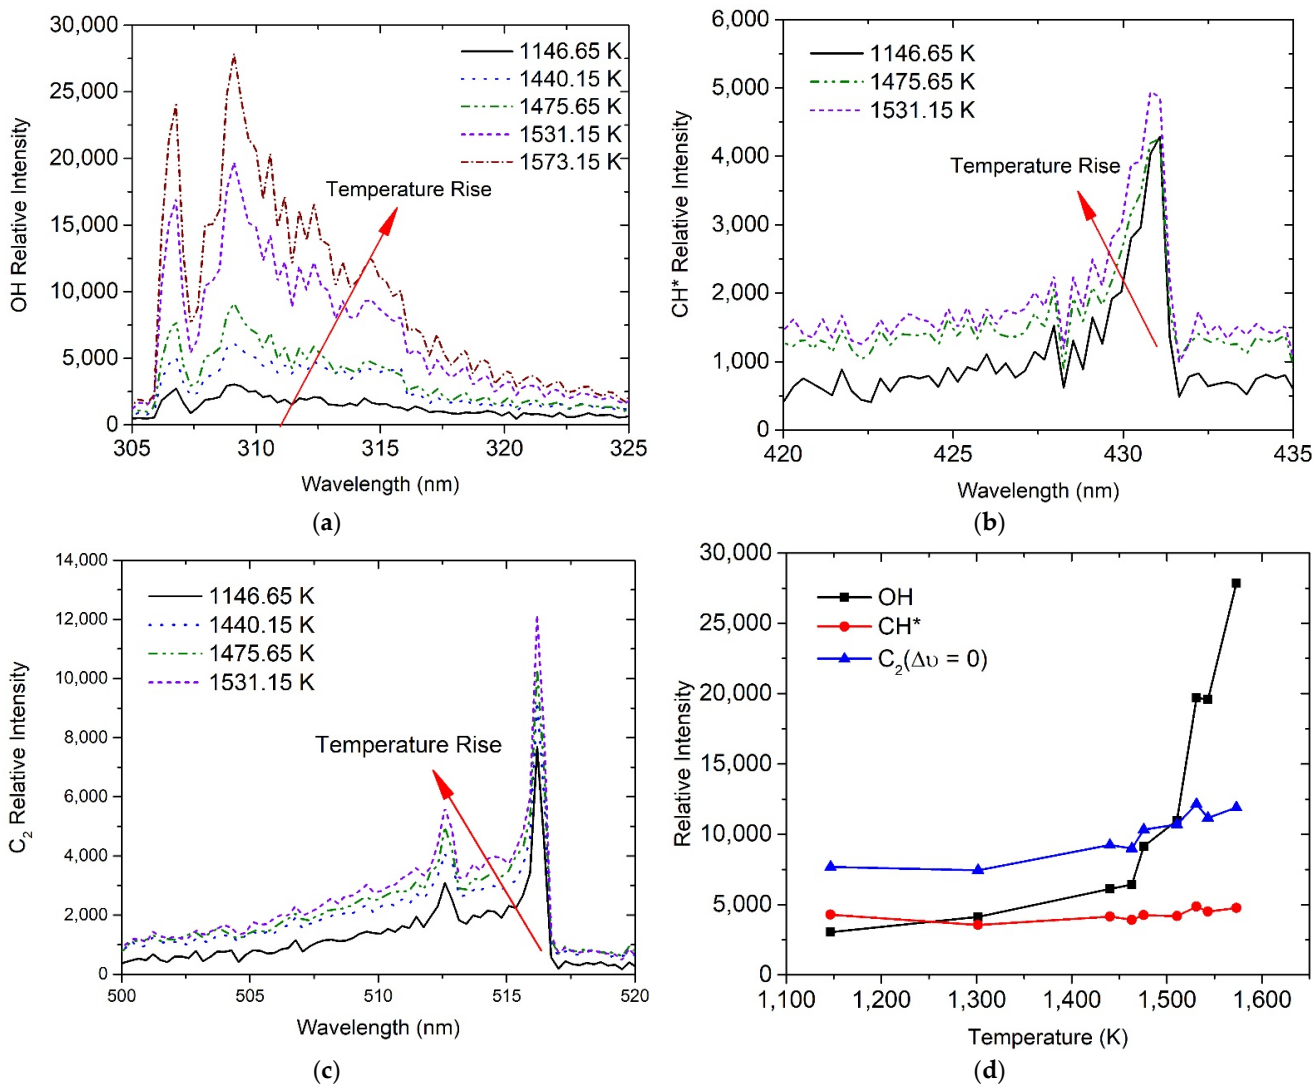 30,000
25,000
20,000
15,000
10,000
5,000
0
OH Relative Intensity
1146.65 K
1440.15 K
1475.65 K
1531.15 K
1573.15 K
Temperature Rise
305 310 315 320 325
Wavelength (nm)
(a)
6,000
5,000
4,000
3,000
2,000
1,000
0
CH* Relative Intensity
1146.65 K
1475.65 K
1531.15 K
Temperature Rise
420 425 430 435
Wavelength (nm)
(b)
14,000
12,000
10,000
8,000
6,000
4,000
2,000
0
C2 Relative Intensity
1146.65 K
1440.15 K
1475.65 K
1531.15 K
Temperature Rise
500 505 510 515 520
Wavelength (nm)
(c)
30,000
25,000
20,000
15,000
10,000
5,000
0
Relative Intensity
OH
CH*
C2(Δυ = 0)
1,100 1,200 1,300 1,400 1,500 1,600
Temperature (K)
(d)